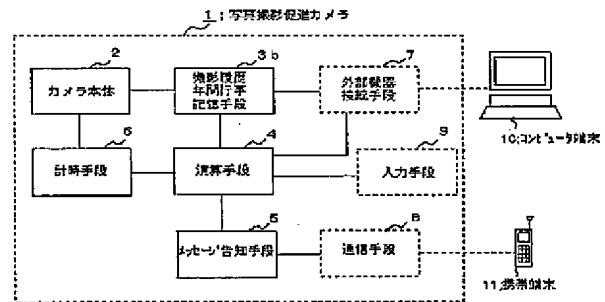 1：写真撮影促進カメラ
2
カメラ本体
3b
撮影履歴
年間行事
記憶手段
7
外部機器
接続手段
10;コンピュータ端末
6
計時手段
4
演算手段
9
入力手段
5
メッセージ告知手段
8
通信手段
11;携帯端末